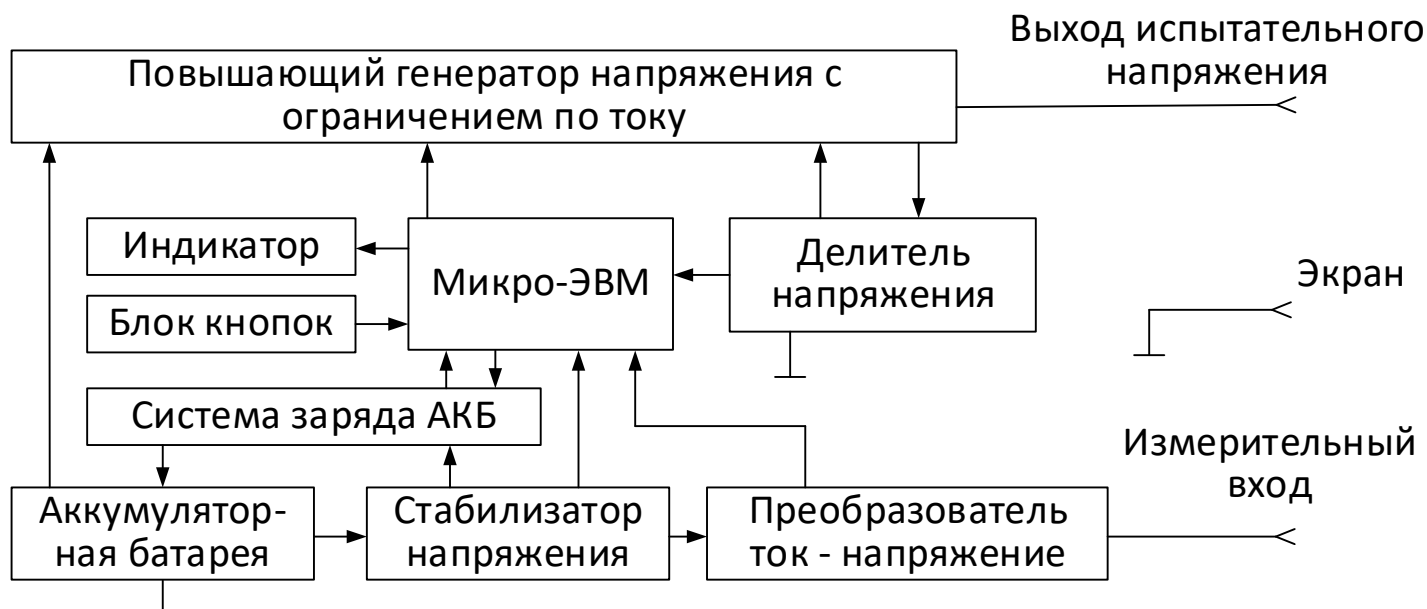 Выход испытательного
напряжения
Повышающий генератор напряжения с
ограничением по току
Индикатор
Блок кнопок
Микро-ЭВМ
Делитель
напряжения
Экран
Система заряда АКБ
Измерительный
вход
Аккумулятор-
ная батарея
Стабилизатор
напряжения
Преобразователь
ток - напряжение